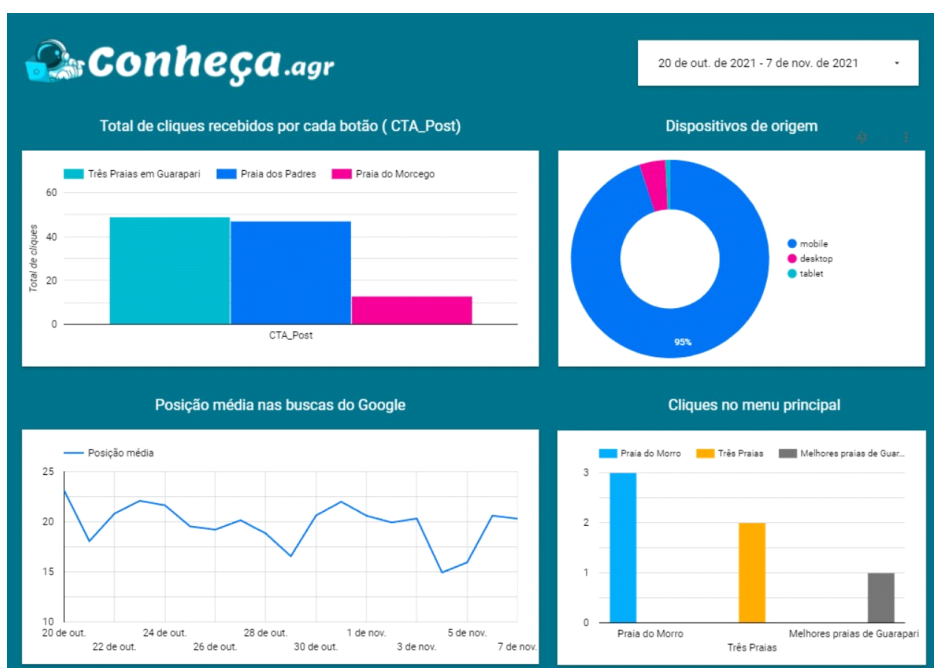 Conheça.agr
20 de out. de 2021 - 7 de nov. de 2021
Total de cliques recebidos por cada botão ( CTA_Post)
Três Praias em Guarapari Praia dos Padres Praia do Morcego
60
40
20
0
Total de cliques
CTA_Post
Dispositivos de origem
mobile
desktop
tablet
95%
Posição média nas buscas do Google
Posição média
25
20
15
10
20 de out. 24 de out. 28 de out. 1 de nov. 5 de nov.
22 de out. 26 de out. 30 de out. 3 de nov. 7 de nov.
Cliques no menu principal
Praia do Morro Três Praias Melhores praias de Guar...
3
2
1
0
Praia do Morro Melhores praias de Guarapari
Três Praias